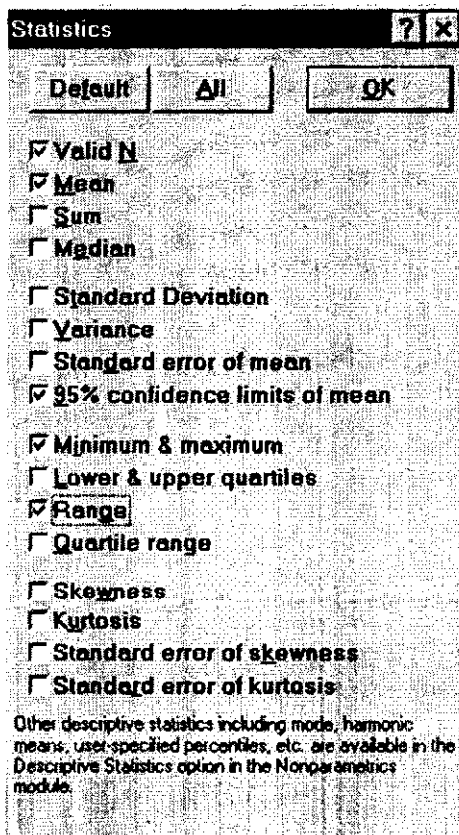 Statistics
? ×
Default All OK
Valid N
Mean
Sum
Median
Standard Deviation
Variance
Standard error of mean
95% confidence limits of mean
Minimum & maximum
Lower & upper quartiles
Range
Quartile range
Skewness
Kurtosis
Standard error of skewness
Standard error of kurtosis
Other descriptive statistics including mode, harmonic
means, user-specified percentiles, etc. are available in the
Descriptive Statistics option in the Nonparametrics
module.